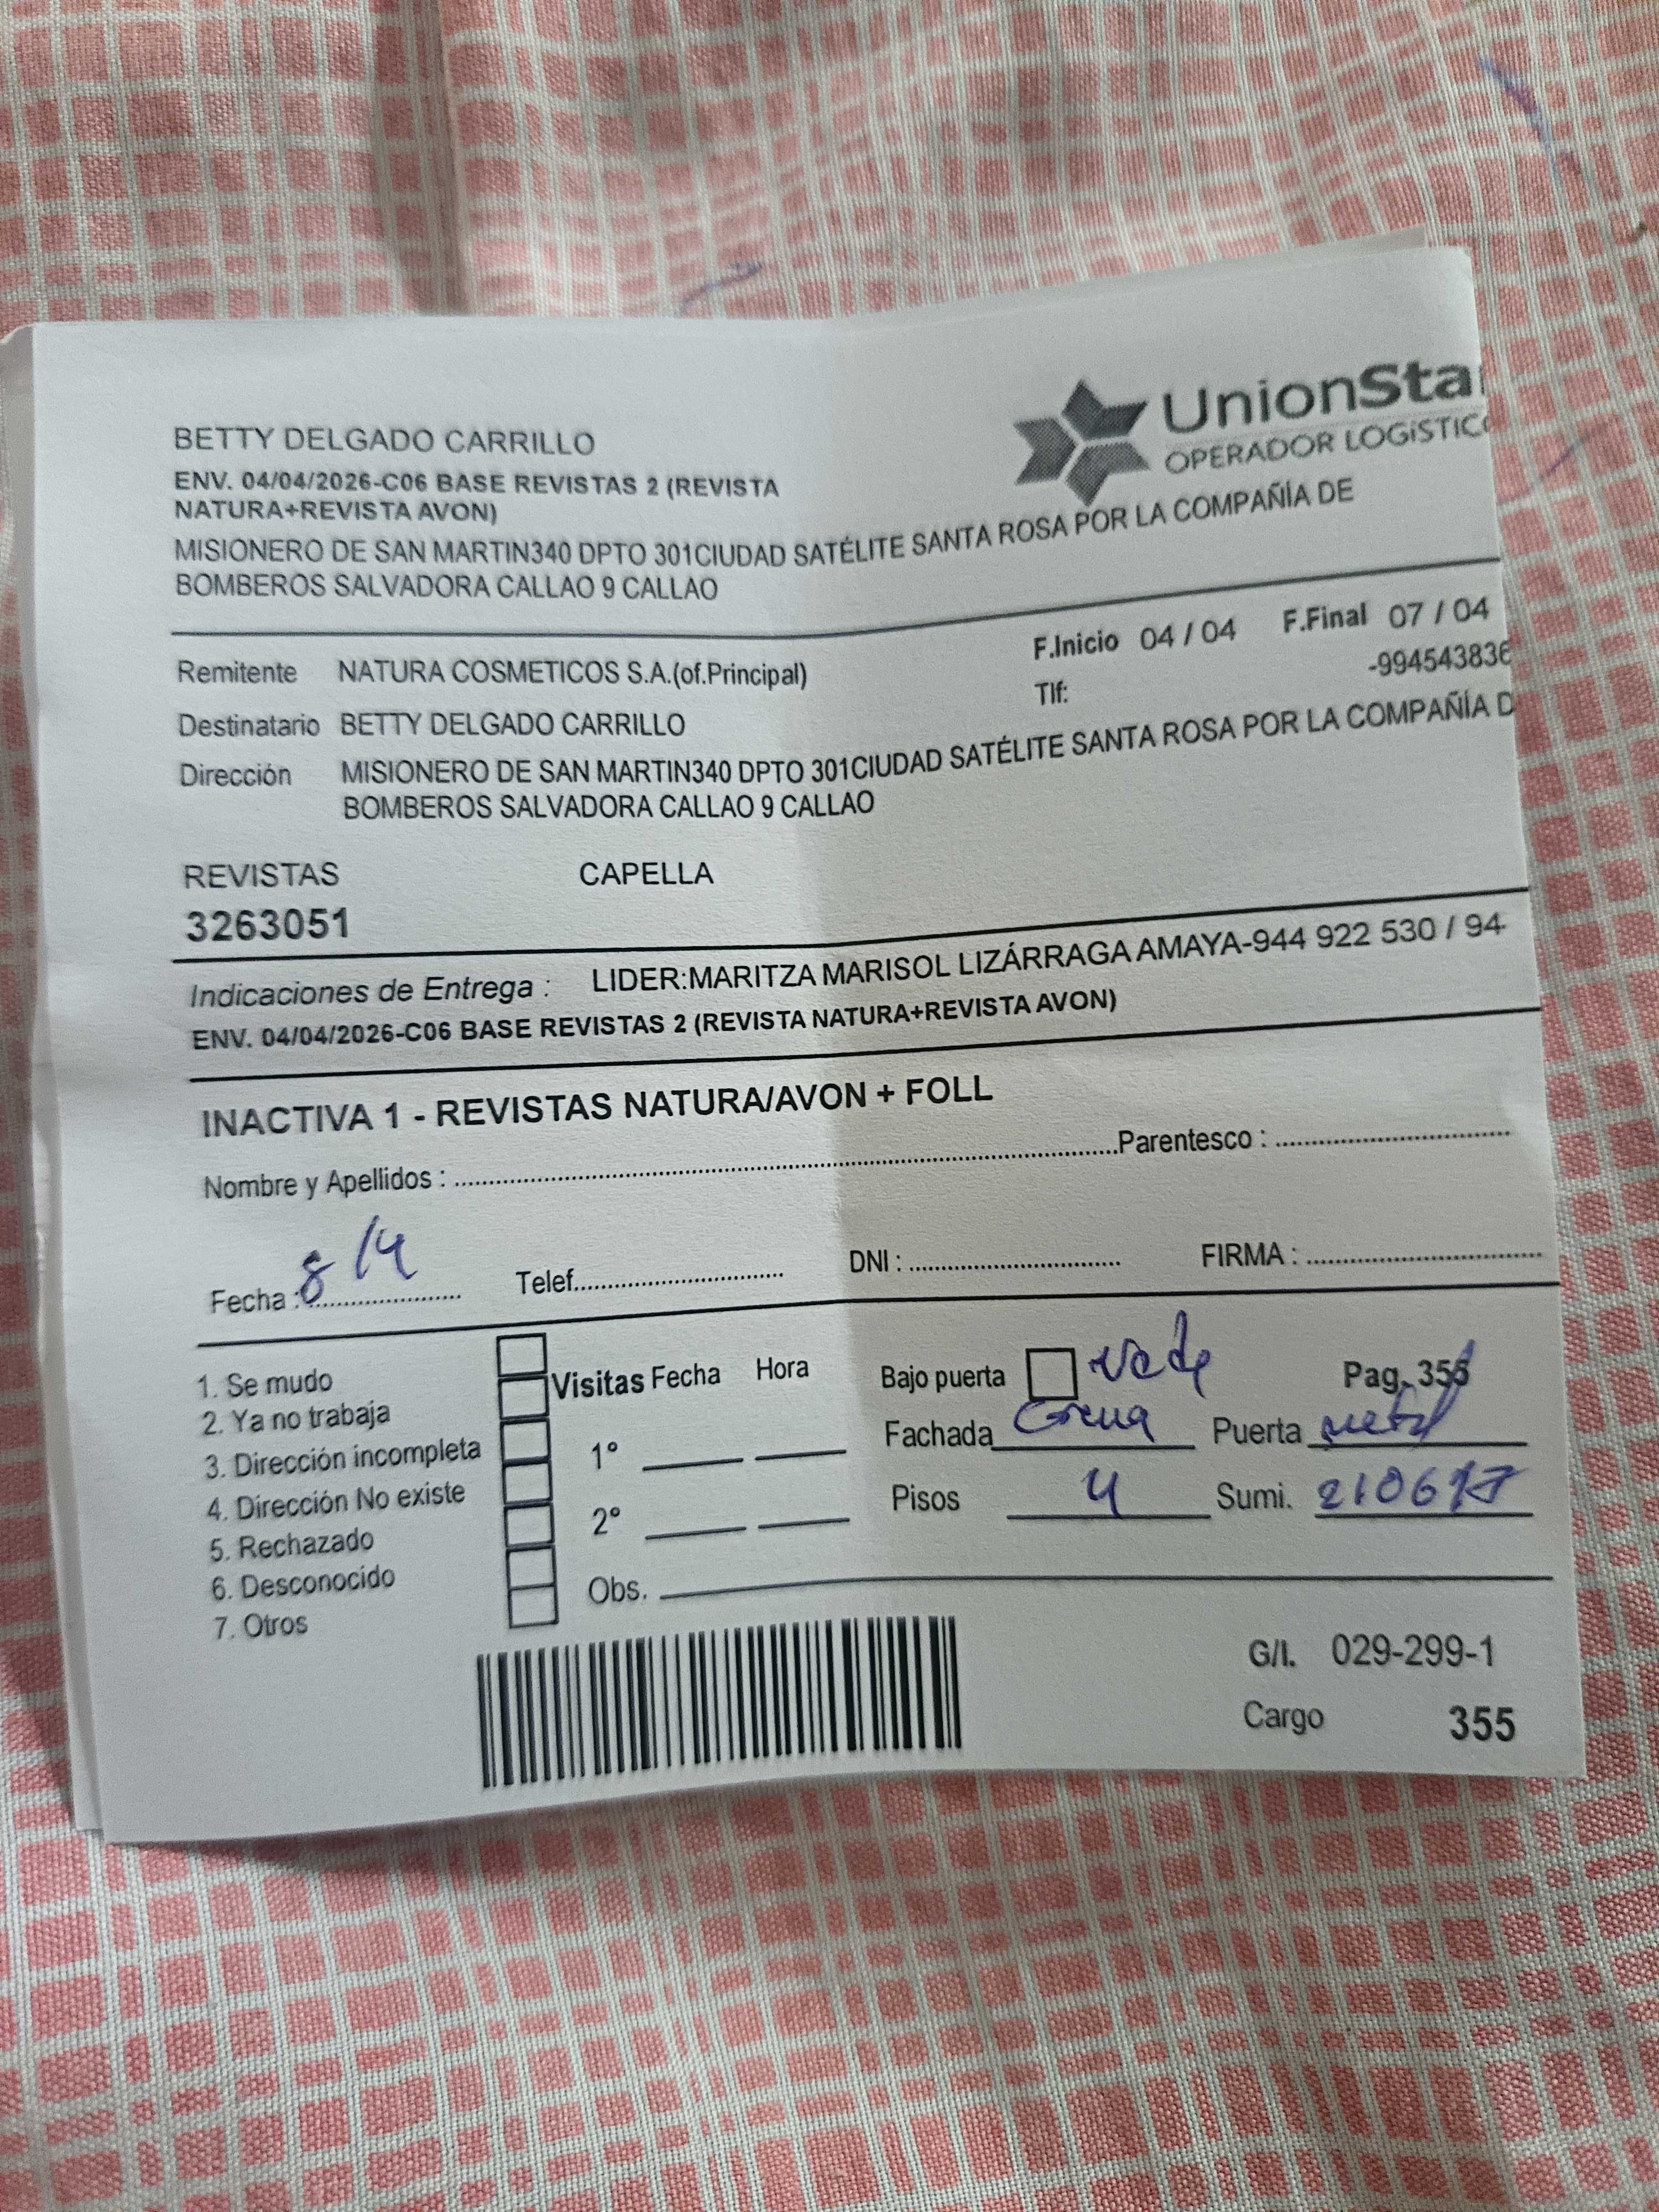 UnionSta
OPERADOR LOGíSTIC
BETTY DELGADO CARRILLO
ENV. 04/04/2026-C06 BASE REVISTAS 2 (REVISTA
NATURA+REVISTA AVON)
MISIONERO DE SAN MARTIN340 DPTO 301CIUDAD SATÉLITE SANTA ROSA POR LA COMPAÑÍA DE
BOMBEROS SALVADORA CALLAO 9 CALLAO
F.Inicio 04 / 04 F.Final 07 / 04
Remitente NATURA COSMETICOS S.A.(of.Principal)
Tlf: -994543836
Destinatario BETTY DELGADO CARRILLO
Dirección MISIONERO DE SAN MARTIN340 DPTO 301CIUDAD SATÉLITE SANTA ROSA POR LA COMPAÑÍA D
BOMBEROS SALVADORA CALLAO 9 CALLAO
REVISTAS CAPELLA
3263051
Indicaciones de Entrega : LIDER:MARITZA MARISOL LIZÁRRAGA AMAYA-944 922 530 / 94
ENV. 04/04/2026-C06 BASE REVISTAS 2 (REVISTA NATURA+REVISTA AVON)
INACTIVA 1 - REVISTAS NATURA/AVON + FOLL
Nombre y Apellidos : Parentesco :
Fecha : 8/4 Telef. DNI : FIRMA :
1. Se mudo
2. Ya no trabaja
3. Dirección incompleta
4. Dirección No existe
5. Rechazado
6. Desconocido
7. Otros
Visitas Fecha Hora
1°
2°
Obs.
Bajo puerta Pag. 355
Fachada Crema Puerta metal
Pisos 4 Sumi.
G/I. 029-299-1
Cargo 355